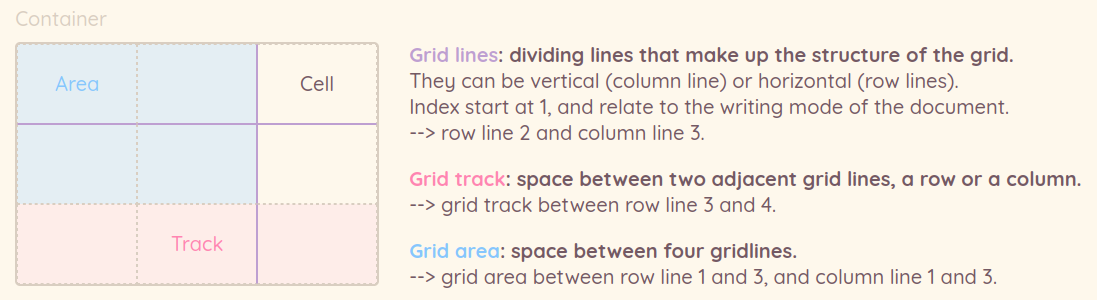 Container
Area
Cell
Track
Grid lines: dividing lines that make up the structure of the grid.
They can be vertical (column line) or horizontal (row lines).
Index start at 1, and relate to the writing mode of the document.
--> row line 2 and column line 3.
Grid track: space between two adjacent grid lines, a row or a column.
--> grid track between row line 3 and 4.
Grid area: space between four gridlines.
--> grid area between row line 1 and 3, and column line 1 and 3.